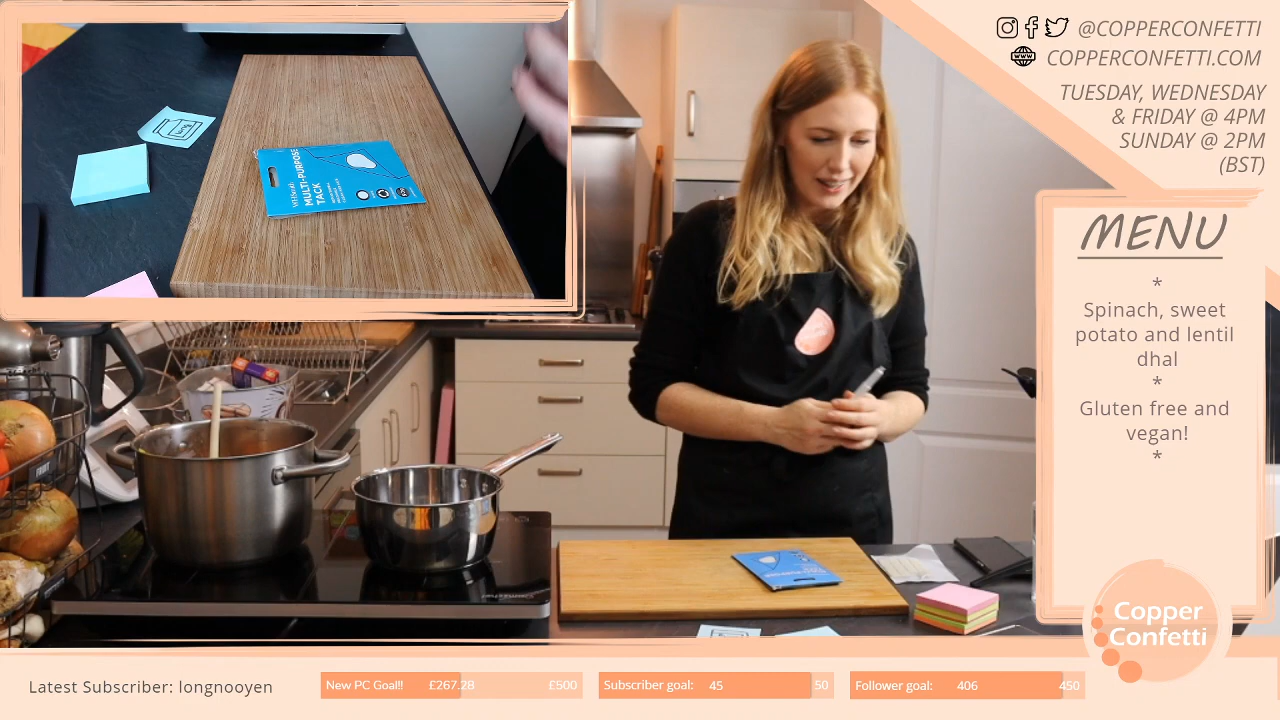 @COPPERCONFETTI
COPPERCONFETTI.COM
TUESDAY, WEDNESDAY
& FRIDAY @ 4PM
SUNDAY @ 2PM
(BST)
MULTI-PURPOSE
TACK
MENU
*
Spinach, sweet
potato and lentil
dhal
*
Gluten free and
vegan!
*
Copper
Confetti
Latest Subscriber: longnooyen
New PC Goal!! £267.28 £500
Subscriber goal: 45 50
Follower goal: 406 450